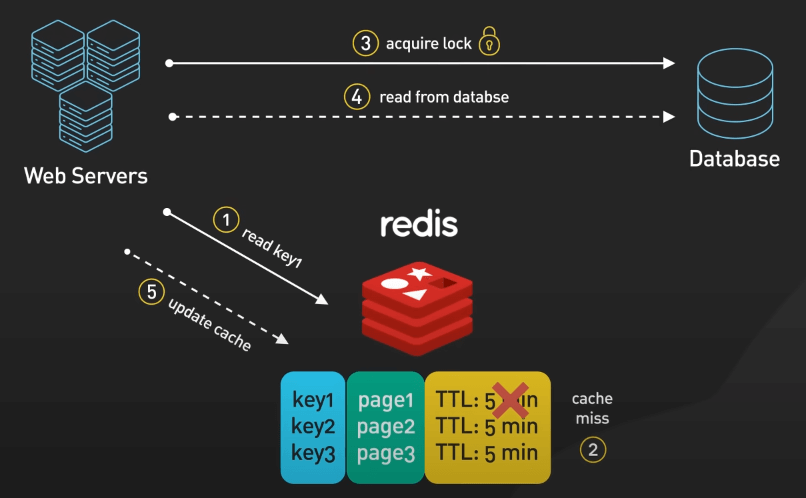 3 acquire lock
4 read from databse
Web Servers
Database
1 read key1
redis
5 update cache
key1 page1 TTL: 5 min
key2 page2 TTL: 5 min
key3 page3 TTL: 5 min
cache
miss
2